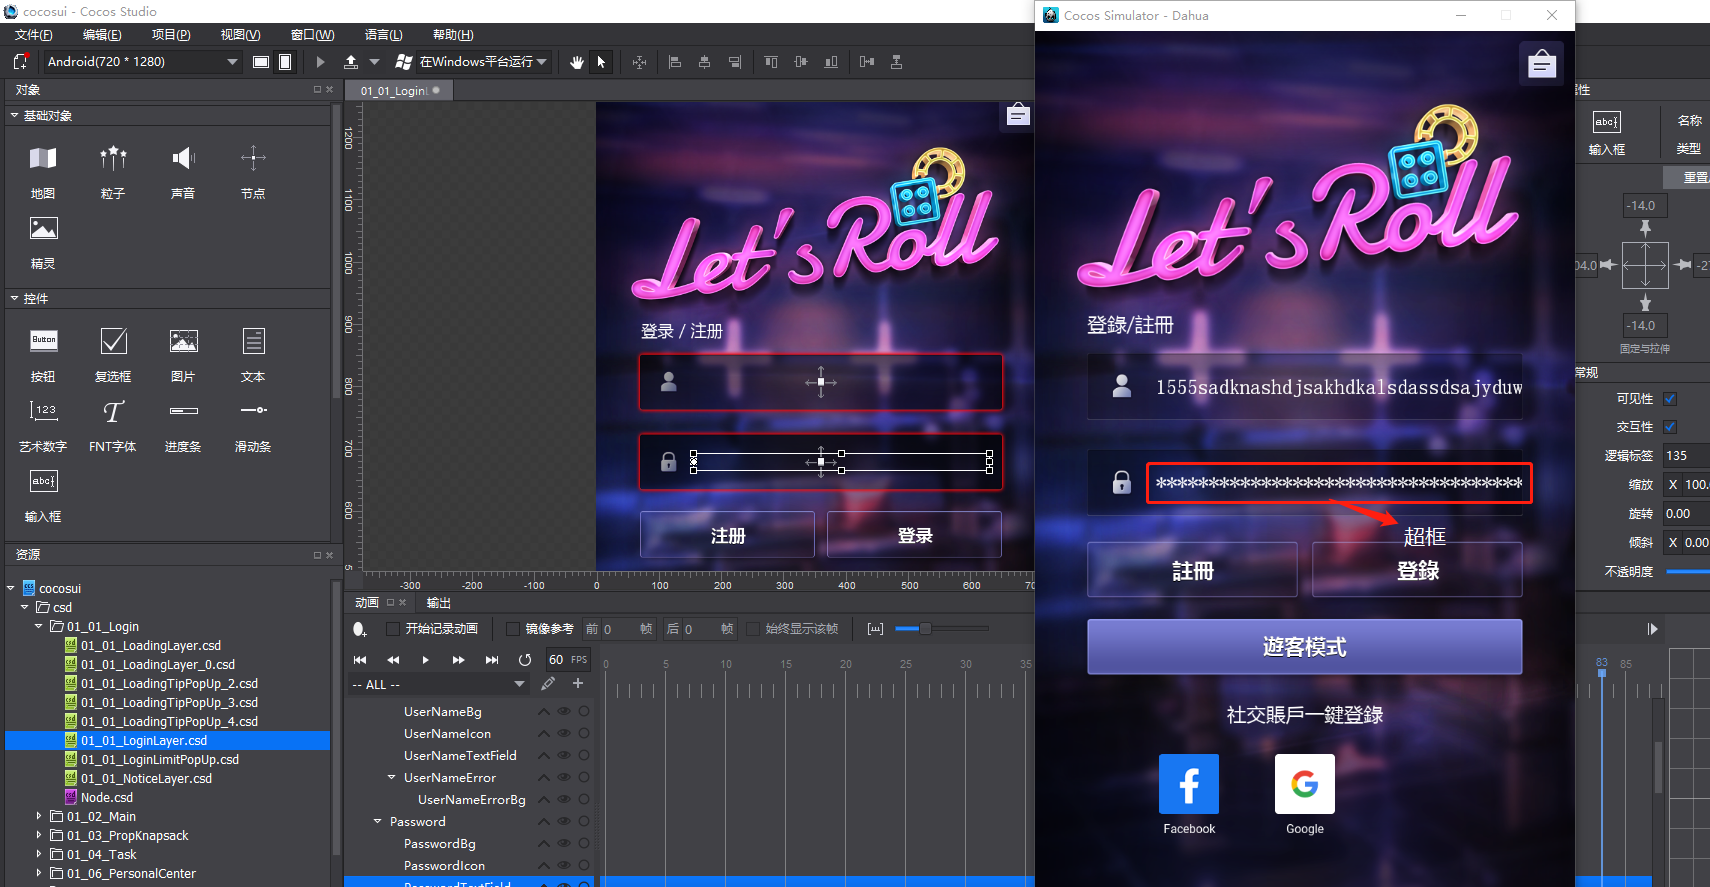 cocosui - Cocos Studio
文件(F) 编辑(E) 项目(P) 视图(V) 窗口(W) 语言(L) 帮助(H)
Android(720 * 1280)
在Windows平台运行
对象
基础对象
地图 粒子 声音 节点
精灵
控件
Button
按钮 复选框 图片 文本
123
艺术数字 FNT字体 进度条 滑动条
abc
输入框
资源
cocosui
csd
01_01_Login
01_01_LoadingLayer.csd
01_01_LoadingLayer_0.csd
01_01_LoadingTipPopUp_2.csd
01_01_LoadingTipPopUp_3.csd
01_01_LoadingTipPopUp_4.csd
01_01_LoginLayer.csd
01_01_LoginLimitPopUp.csd
01_01_NoticeLayer.csd
Node.csd
01_02_Main
01_03_PropKnapsack
01_04_Task
01_06_PersonalCenter
01_01_Login
1200
1100
1000
900
800
700
600
Let's Roll
登录 / 注册
注册 登录
-300 -200 -100 0 100 200 300 400 500 600
动画 输出
开始记录动画 镜像参考 前 0 帧 后 0 帧 始终显示该帧
60 FPS
0 5 10 15 20 25 30 35
83 85
-- ALL --
UserNameBg
UserNameIcon
UserNameTextField
UserNameError
UserNameErrorBg
Password
PasswordBg
PasswordIcon
PasswordTextField
Cocos Simulator - Dahua
Let's Roll
登錄/註冊
1555sadknashdjsakhdkalsdassdsajyduw
***********************************
超框
註冊 登錄
遊客模式
社交賬戶一鍵登錄
Facebook Google
属性
abc
输入框
名称
类型
重置
-14.0
04.0
-14.0
固定与拉伸
常规
可见性
交互性
逻辑标签 135
缩放 X 100.
旋转 0.00
倾斜 X 0.00
不透明度